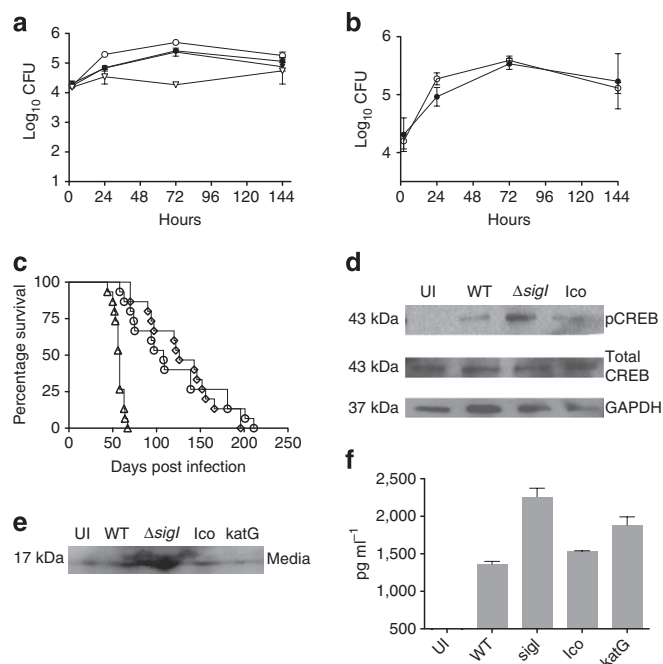 a
Log10 CFU
6
5
4
3
2
1
0 24 48 72 96 120 144
Hours
b
Log10 CFU
6
5
4
0 24 48 72 96 120 144
Hours
c
Percentage survival
100
75
50
25
0
0 50 100 150 200 250
Days post infection
d
UI WT ΔsigI Ico
43 kDa pCREB
43 kDa Total CREB
37 kDa GAPDH
e
UI WT ΔsigI Ico katG
17 kDa Media
f
pg ml−1
2,500
2,000
1,500
1,000
500
UI WT sigI Ico katG